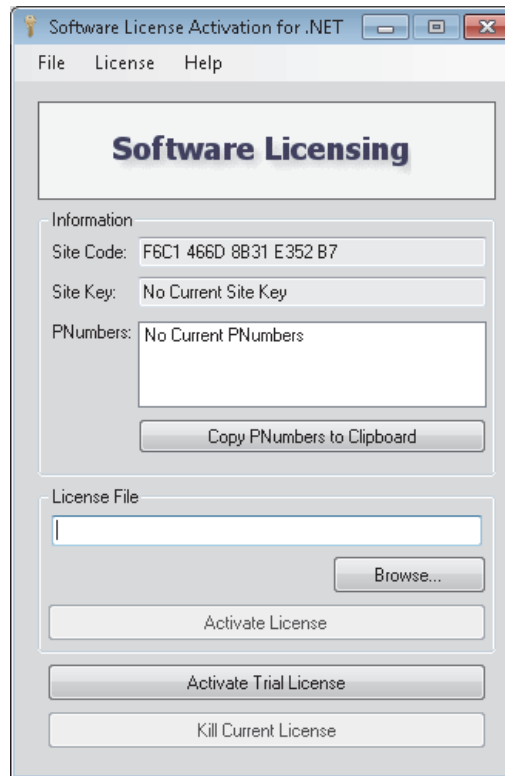 Software License Activation for .NET
File License Help
Software Licensing
Information
Site Code: F6C1 466D 8B31 E352 B7
Site Key: No Current Site Key
PNumbers: No Current PNumbers
Copy PNumbers to Clipboard
License File
Browse...
Activate License
Activate Trial License
Kill Current License